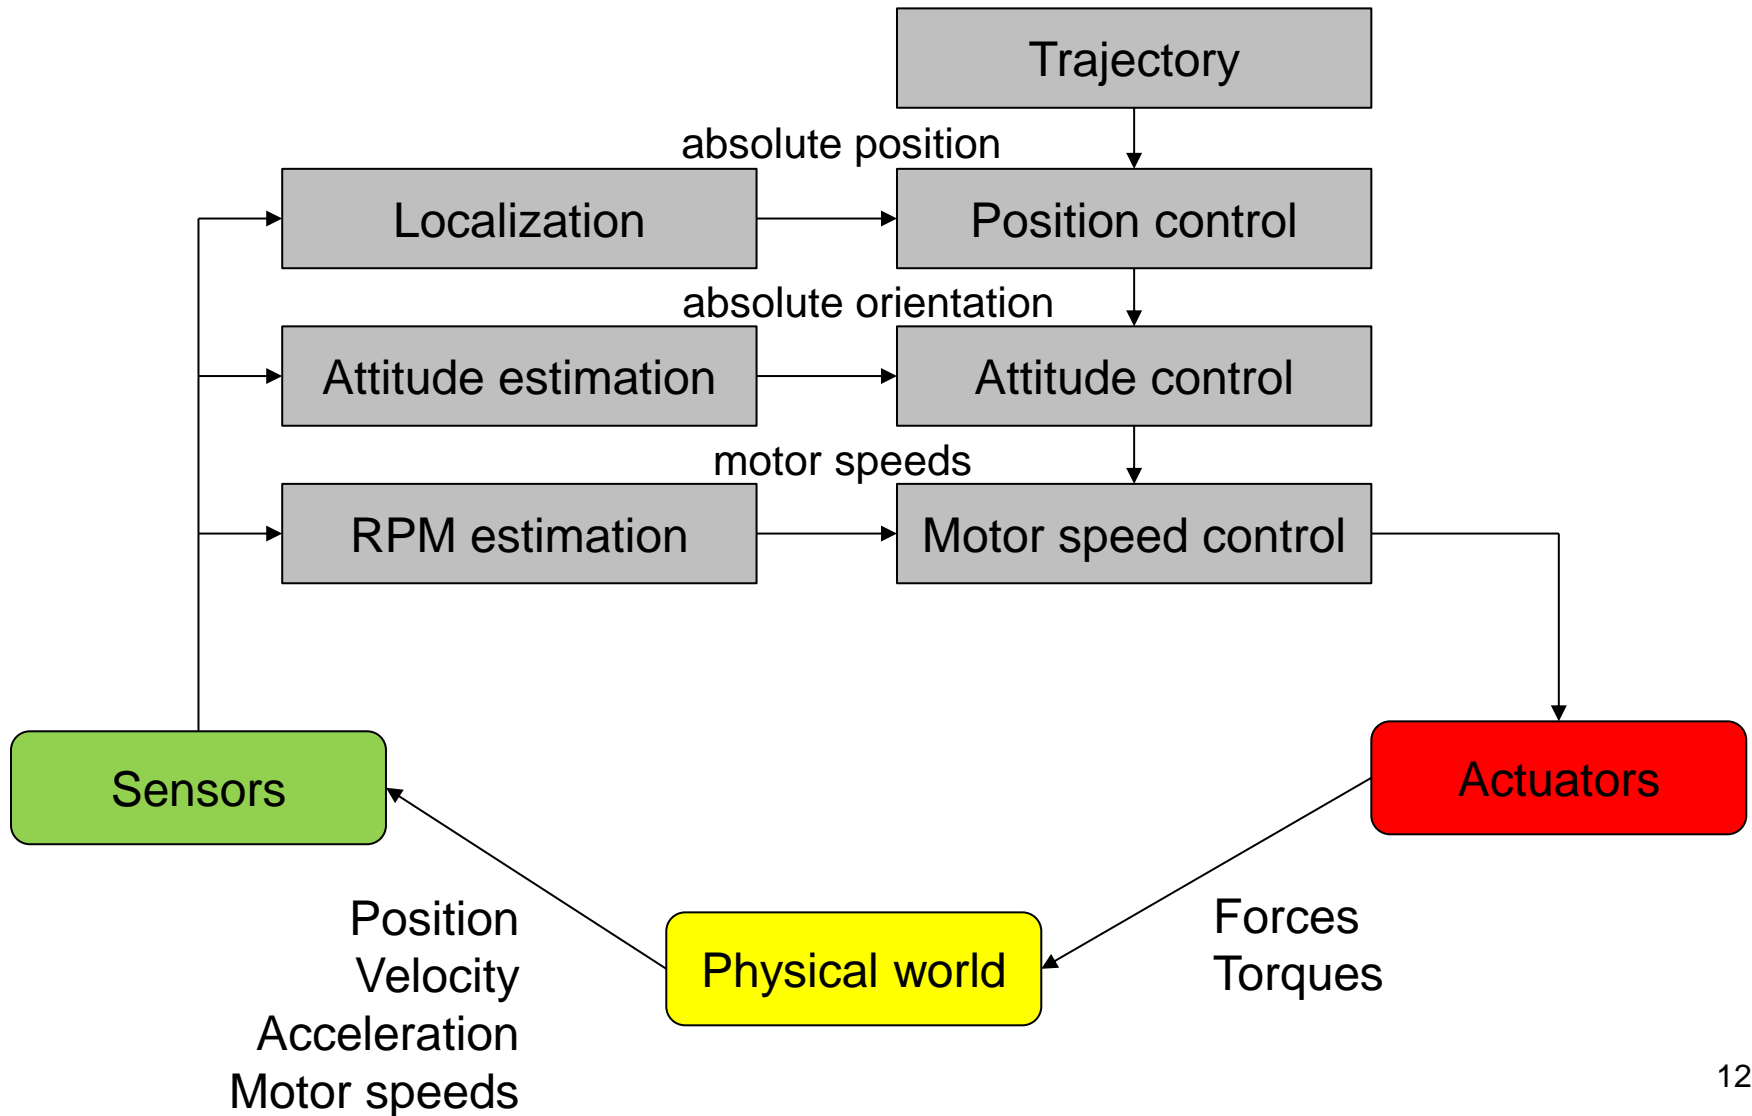 Trajectory
absolute position
Localization
Position control
absolute orientation
Attitude estimation
Attitude control
motor speeds
RPM estimation
Motor speed control
Sensors
Actuators
Position
Velocity
Acceleration
Motor speeds
Physical world
Forces
Torques
12